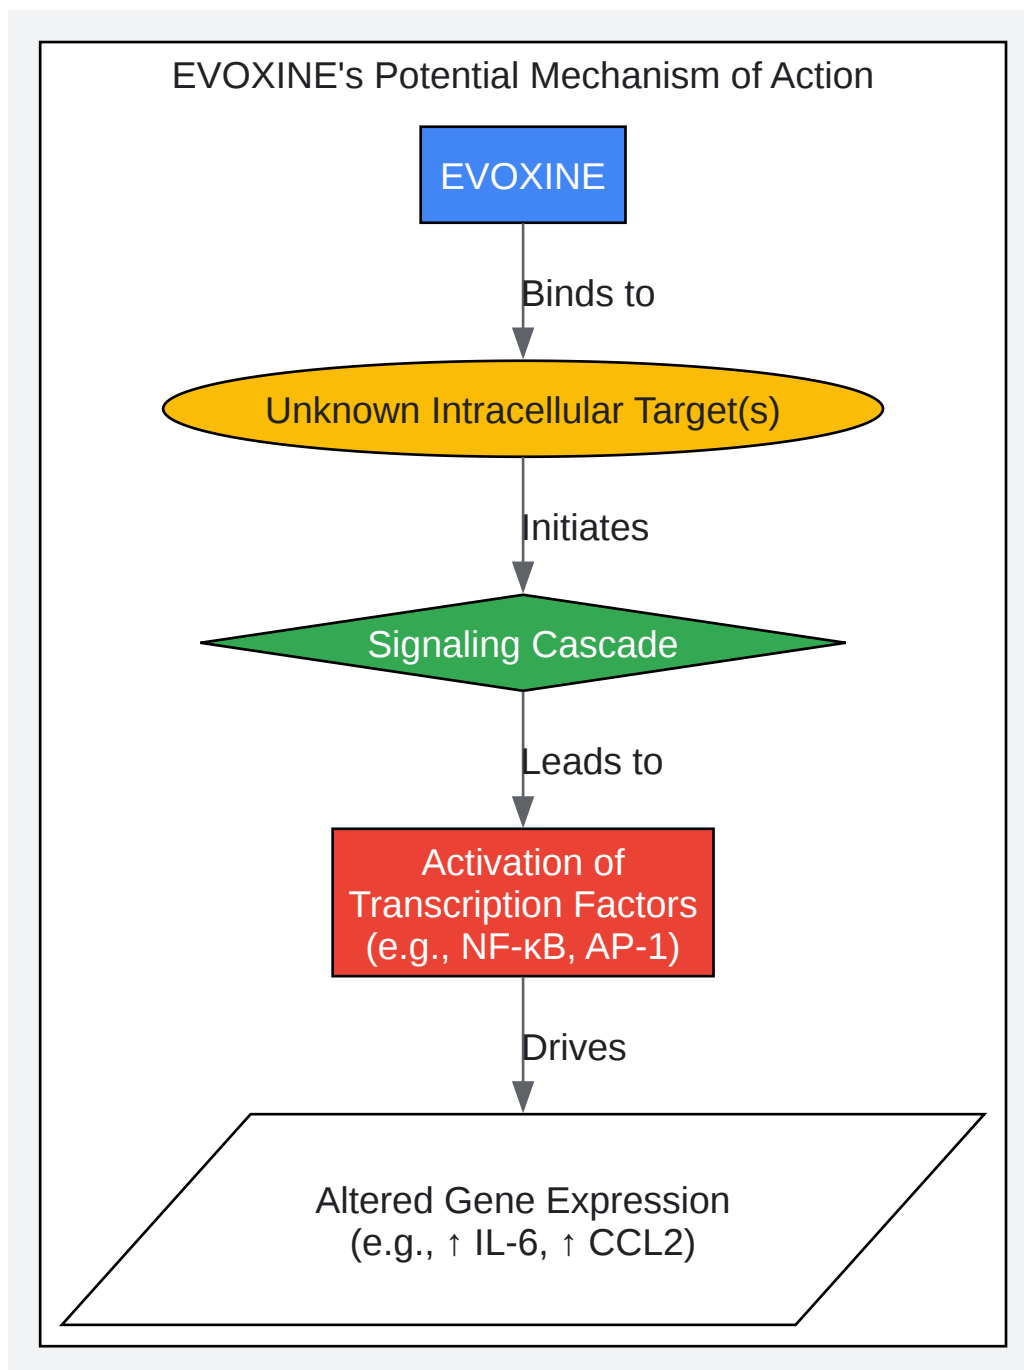 EVOXINE's Potential Mechanism of Action
EVOXINE
Binds to
Unknown Intracellular Target(s)
Initiates
Signaling Cascade
Leads to
Activation of
Transcription Factors
(e.g., NF-κB, AP-1)
Drives
Altered Gene Expression
(e.g., ↑ IL-6, ↑ CCL2)